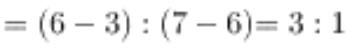 = (6 − 3) : (7 − 6)= 3 : 1